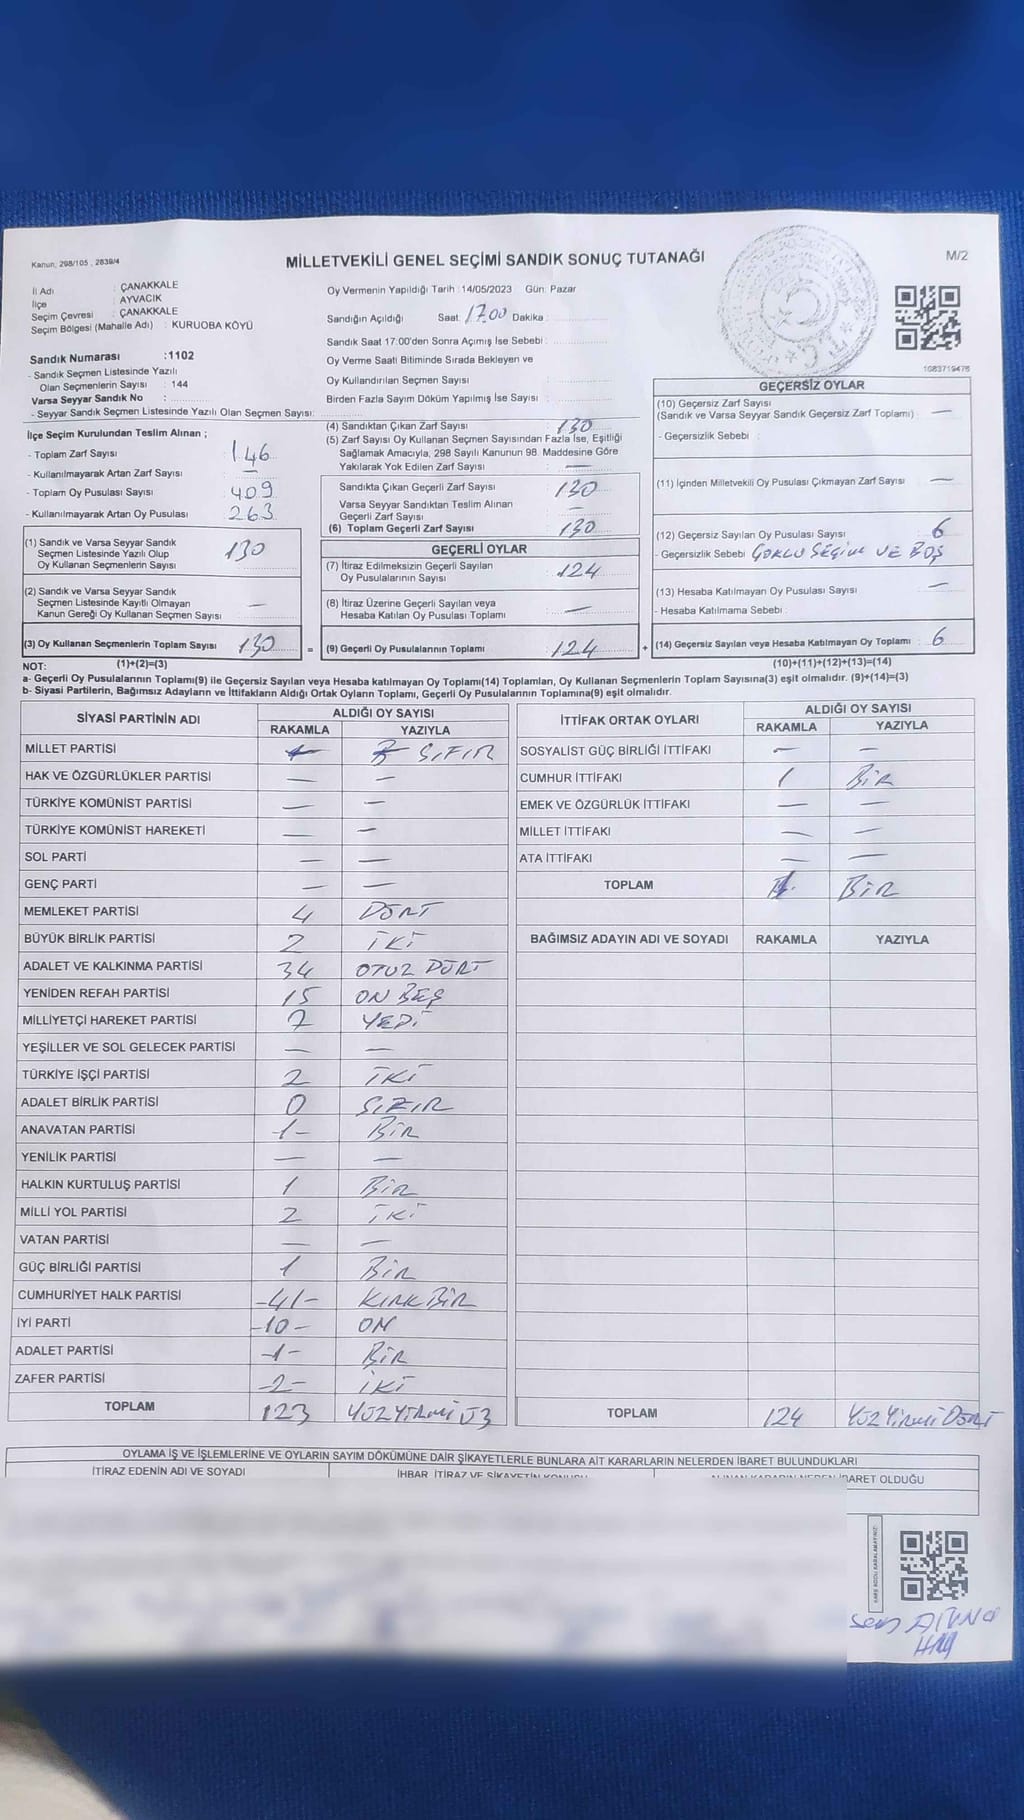 Kanun, 298/105 , 2839/4
MİLLETVEKİLİ GENEL SEÇİMİ SANDIK SONUÇ TUTANAĞI
M/2
İl Adı : ÇANAKKALE
İlçe : AYVACIK
Seçim Çevresi : ÇANAKKALE
Seçim Bölgesi (Mahalle Adı) : KURUOBA KÖYÜ
Sandık Numarası :1102
- Sandık Seçmen Listesinde Yazılı
Olan Seçmenlerin Sayısı : 144
Varsa Seyyar Sandık No :
- Seyyar Sandık Seçmen Listesinde Yazılı Olan Seçmen Sayısı:
Oy Vermenin Yapıldığı Tarih :14/05/2023 Gün: Pazar
Sandığın Açıldığı Saat: 17.00 Dakika :
Sandık Saat 17.00'den Sonra Açımış İse Sebebi :
Oy Verme Saati Bitiminde Sırada Bekleyen ve
Oy Kullandırılan Seçmen Sayısı :
Birden Fazla Sayım Döküm Yapılmış İse Sayısı :
1083719476
İlçe Seçim Kurulundan Teslim Alınan ;
- Toplam Zarf Sayısı : 146
- Kullanılmayarak Artan Zarf Sayısı : —
- Toplam Oy Pusulası Sayısı : 409
- Kullanılmayarak Artan Oy Pusulası : 263
(1) Sandık ve Varsa Seyyar Sandık
Seçmen Listesinde Yazılı Olup
Oy Kullanan Seçmenlerin Sayısı : 130
(2) Sandık ve Varsa Seyyar Sandık
Seçmen Listesinde Kayıtlı Olmayan
Kanun Gereği Oy Kullanan Seçmen Sayısı : —
(3) Oy Kullanan Seçmenlerin Toplam Sayısı : 130 =
(4) Sandıktan Çıkan Zarf Sayısı : 130
(5) Zarf Sayısı Oy Kullanan Seçmen Sayısından Fazla İse, Eşitliği
Sağlamak Amacıyla, 298 Sayılı Kanunun 98. Maddesine Göre
Yakılarak Yok Edilen Zarf Sayısı : —
Sandıkta Çıkan Geçerli Zarf Sayısı : 130
Varsa Seyyar Sandıktan Teslim Alınan
Geçerli Zarf Sayısı : —
(6) Toplam Geçerli Zarf Sayısı : 130
GEÇERLİ OYLAR
(7) İtiraz Edilmeksizin Geçerli Sayılan
Oy Pusulalarının Sayısı : 124
(8) İtiraz Üzerine Geçerli Sayılan veya
Hesaba Katılan Oy Pusulası Toplamı : —
(9) Geçerli Oy Pusulalarının Toplamı : 124 +
GEÇERSİZ OYLAR
(10) Geçersiz Zarf Sayısı
(Sandık ve Varsa Seyyar Sandık Geçersiz Zarf Toplamı) : —
- Geçersizlik Sebebi :
(11) İçinden Milletvekili Oy Pusulası Çıkmayan Zarf Sayısı : —
(12) Geçersiz Sayılan Oy Pusulası Sayısı : 6
- Geçersizlik Sebebi : ÇOKLU SEÇİM VE BOŞ
(13) Hesaba Katılmayan Oy Pusulası Sayısı : —
- Hesaba Katılmama Sebebi :
(14) Geçersiz Sayılan veya Hesaba Katılmayan Oy Toplamı : 6
NOT: (1)+(2)=(3) (10)+(11)+(12)+(13)=(14)
a- Geçerli Oy Pusulalarının Toplamı(9) ile Geçersiz Sayılan veya Hesaba katılmayan Oy Toplamı(14) Toplamları, Oy Kullanan Seçmenlerin Toplam Sayısına(3) eşit olmalıdır. (9)+(14)=(3)
b- Siyasi Partilerin, Bağımsız Adayların ve İttifakların Aldığı Ortak Oyların Toplamı, Geçerli Oy Pusulalarının Toplamına(9) eşit olmalıdır.
SİYASİ PARTİNİN ADI ALDIĞI OY SAYISI
RAKAMLA YAZIYLA
MİLLET PARTİSİ SIFIR
HAK VE ÖZGÜRLÜKLER PARTİSİ — —
TÜRKİYE KOMÜNİST PARTİSİ — —
TÜRKİYE KOMÜNİST HAREKETİ — —
SOL PARTİ — —
GENÇ PARTİ — —
MEMLEKET PARTİSİ 4 DÖRT
BÜYÜK BİRLİK PARTİSİ 2 İKİ
ADALET VE KALKINMA PARTİSİ 34 OTUZ DÖRT
YENİDEN REFAH PARTİSİ 15 ON BEŞ
MİLLİYETÇİ HAREKET PARTİSİ 7 YEDİ
YEŞİLLER VE SOL GELECEK PARTİSİ — —
TÜRKİYE İŞÇİ PARTİSİ 2 İKİ
ADALET BİRLİK PARTİSİ 0 SIFIR
ANAVATAN PARTİSİ -1- BİR
YENİLİK PARTİSİ — —
HALKIN KURTULUŞ PARTİSİ 1 BİR
MİLLİ YOL PARTİSİ 2 İKİ
VATAN PARTİSİ — —
GÜÇ BİRLİĞİ PARTİSİ 1 BİR
CUMHURİYET HALK PARTİSİ -41- KIRK BİR
İYİ PARTİ -10- ON
ADALET PARTİSİ -1- BİR
ZAFER PARTİSİ -2- İKİ
TOPLAM 123 YÜZ YİRMİ Ü3
İTTİFAK ORTAK OYLARI ALDIĞI OY SAYISI
RAKAMLA YAZIYLA
SOSYALİST GÜÇ BİRLİĞİ İTTİFAKI — —
CUMHUR İTTİFAKI 1 BİR
EMEK VE ÖZGÜRLÜK İTTİFAKI — —
MİLLET İTTİFAKI — —
ATA İTTİFAKI — —
TOPLAM 1 BİR
BAĞIMSIZ ADAYIN ADI VE SOYADI RAKAMLA YAZIYLA
TOPLAM 124 YÜZ YİRMİ DÖRT
OYLAMA İŞ VE İŞLEMLERİNE VE OYLARIN SAYIM DÖKÜMÜNE DAİR ŞİKAYETLERLE BUNLARA AİT KARARLARIN NELERDEN İBARET BULUNDUKLARI
İTİRAZ EDENİN ADI VE SOYADI
İHBAR, İTİRAZ VE ŞİKAYETİN KONUSU
ALINAN KARARIN NEDEN İBARET OLDUĞU